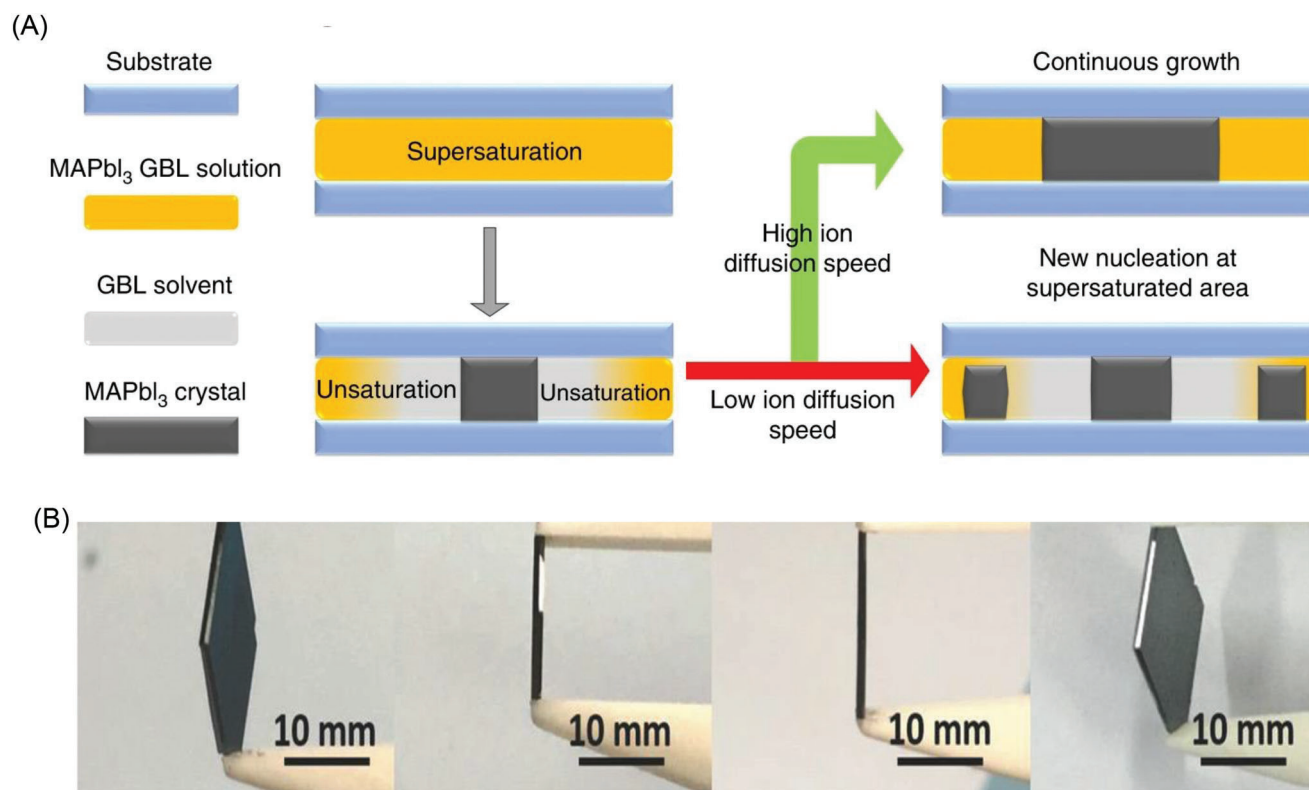 (A)
Substrate
MAPbI₃ GBL solution
GBL solvent
MAPbI₃ crystal
Supersaturation
Unsaturation
Unsaturation
High ion
diffusion speed
Low ion diffusion
speed
Continuous growth
New nucleation at
supersaturated area
(B)
10 mm
10 mm
10 mm
10 mm